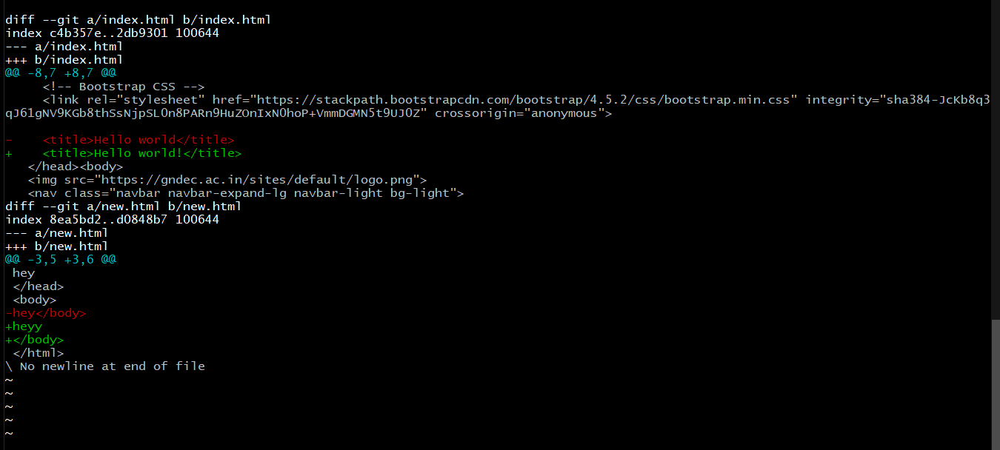 diff --git a/index.html b/index.html
index c4b357e..2db9301 100644
--- a/index.html
+++ b/index.html
@@ -8,7 +8,7 @@
     <!-- Bootstrap CSS -->
     <link rel="stylesheet" href="https://stackpath.bootstrapcdn.com/bootstrap/4.5.2/css/bootstrap.min.css" integrity="sha384-JcKb8q3
qJ61gNV9KGb8thSsNjpSL0n8PARn9HuZOnIxN0hoP+VmmDGMN5t9UJ0Z" crossorigin="anonymous">
-    <title>Hello world</title>
+    <title>Hello world!</title>
   </head><body>
   <img src="https://gndec.ac.in/sites/default/logo.png">
   <nav class="navbar navbar-expand-lg navbar-light bg-light">
diff --git a/new.html b/new.html
index 8ea5bd2..d0848b7 100644
--- a/new.html
+++ b/new.html
@@ -3,5 +3,6 @@
 hey
 </head>
 <body>
-hey</body>
+heyy
+</body>
 </html>
\ No newline at end of file
~
~
~
~
~